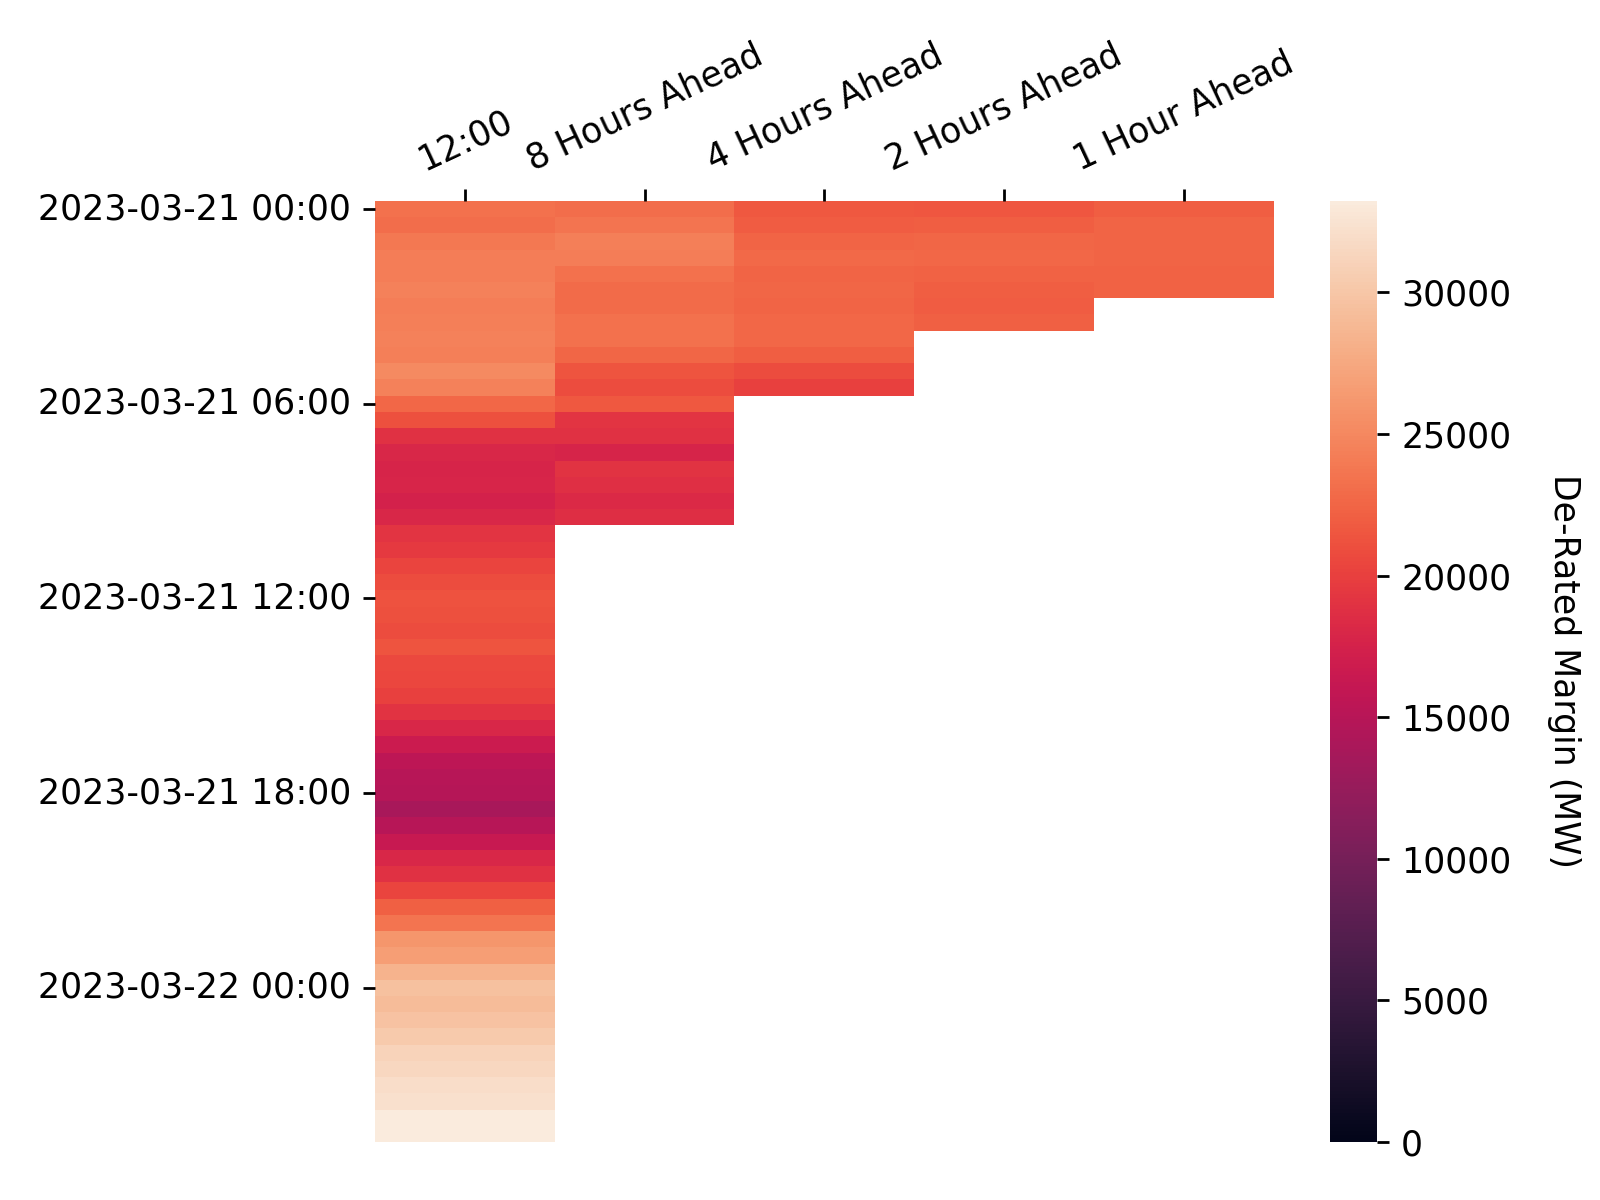 12:00
8 Hours Ahead
4 Hours Ahead
2 Hours Ahead
1 Hour Ahead
2023-03-21 00:00
2023-03-21 06:00
2023-03-21 12:00
2023-03-21 18:00
2023-03-22 00:00
30000
25000
20000
15000
10000
5000
0
De-Rated Margin (MW)